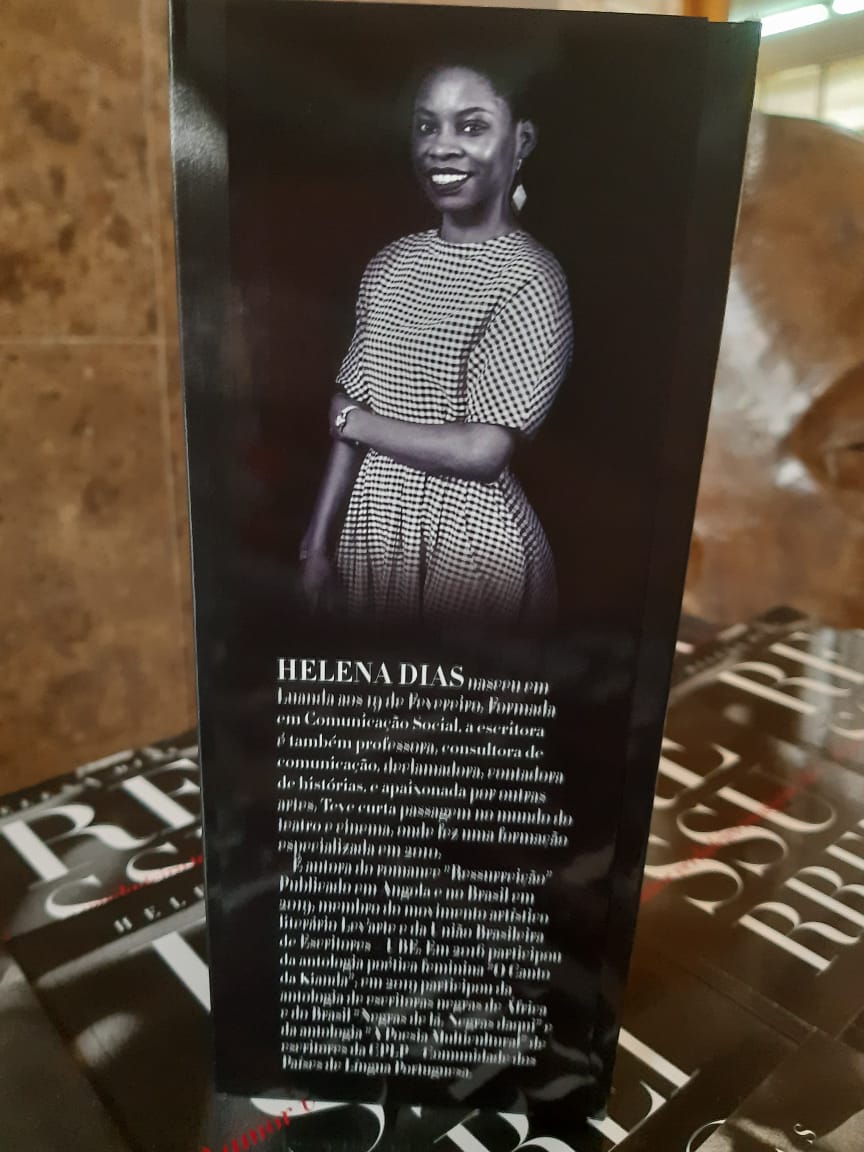 HELENA DIAS nasceu em
Luanda aos 19 de Fevereiro, Formada
em Comunicação Social, a escritora
é também professora, consultora de
comunicação, declamadora, contadora
de histórias, e apaixonada por outras
artes. Teve curta passagem no mundo do
teatro e cinema, onde fez uma formação
especializada em 2010.
É autora do romance "Ressurreição"
Publicado em Angola e no Brasil em
2019, membro do movimento artístico
literário Lev'arte e da União Brasileira
de Escritores UBE. Em 2016 participou
da antologia poética feminina "O Canto
da Kianda", em 2019 participou da
antologia de escritoras negras de África
e do Brasil "Negras de lá, Negras daqui" e
da antologia "A Poesia Multicultural" de
escritores da CPLP Comunidade dos
Países de Língua Portuguesa.